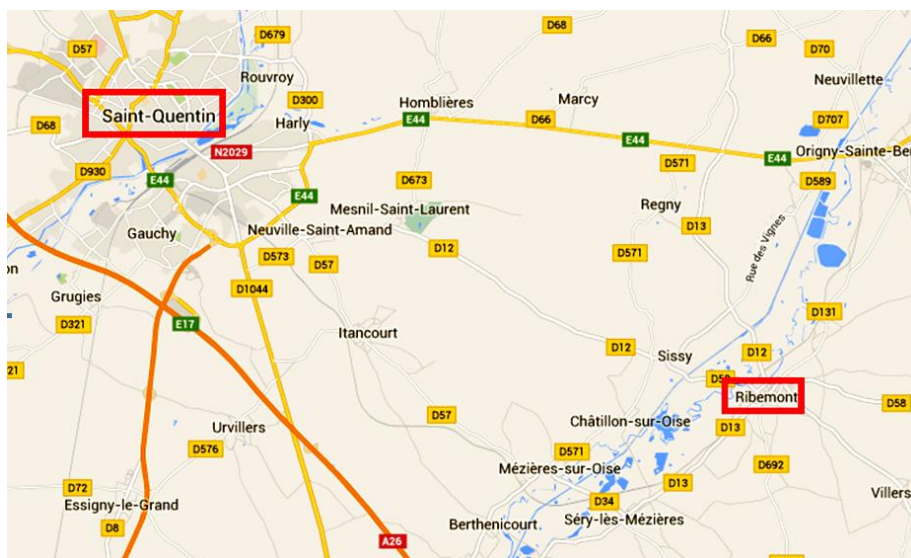 D679
D68
D66
D70
D57
Rouvroy
Neuvillette
D300
Homblières
Marcy
Saint-Quentin
Harly
E44
D66
D707
D68
N2029
E44
E44
Origny-Sainte-Ben
D930
E44
D673
D571
D589
E44
Mesnil-Saint-Laurent
Regny
D13
Rue des Vignes
Gauchy
Neuville-Saint-Amand
D12
D571
D573
D57
on
D1044
Grugies
D131
D321
E17
Itancourt
D12
Sissy
D12
21
D58
Ribemont
D58
D57
Châtillon-sur-Oise
Urvillers
D13
D576
D571
Mézières-sur-Oise
D692
D72
D13
Villers
Essigny-le-Grand
D34
D8
Berthenicourt
Séry-lès-Mézières
A26
D12